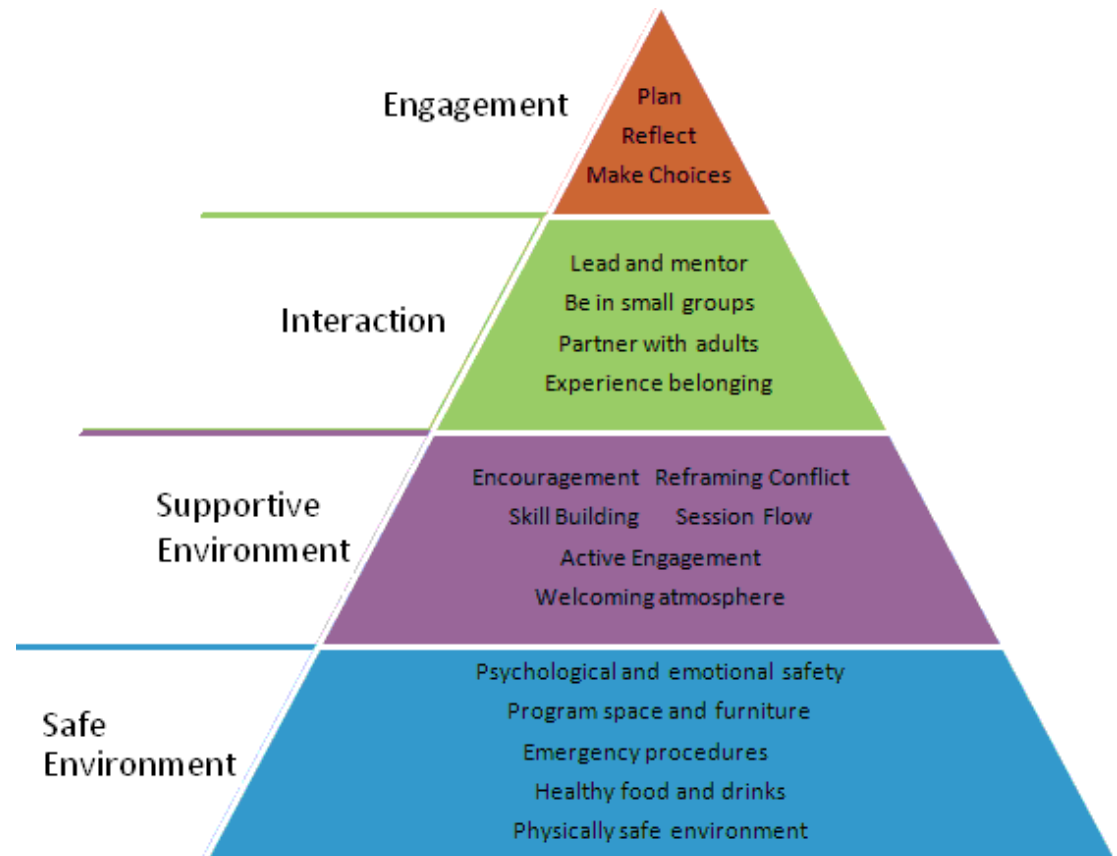 Engagement
Plan
Reflect
Make Choices
Interaction
Lead and mentor
Be in small groups
Partner with adults
Experience belonging
Supportive
Environment
Encouragement Reframing Conflict
Skill Building Session Flow
Active Engagement
Welcoming atmosphere
Safe
Environment
Psychological and emotional safety
Program space and furniture
Emergency procedures
Healthy food and drinks
Physically safe environment